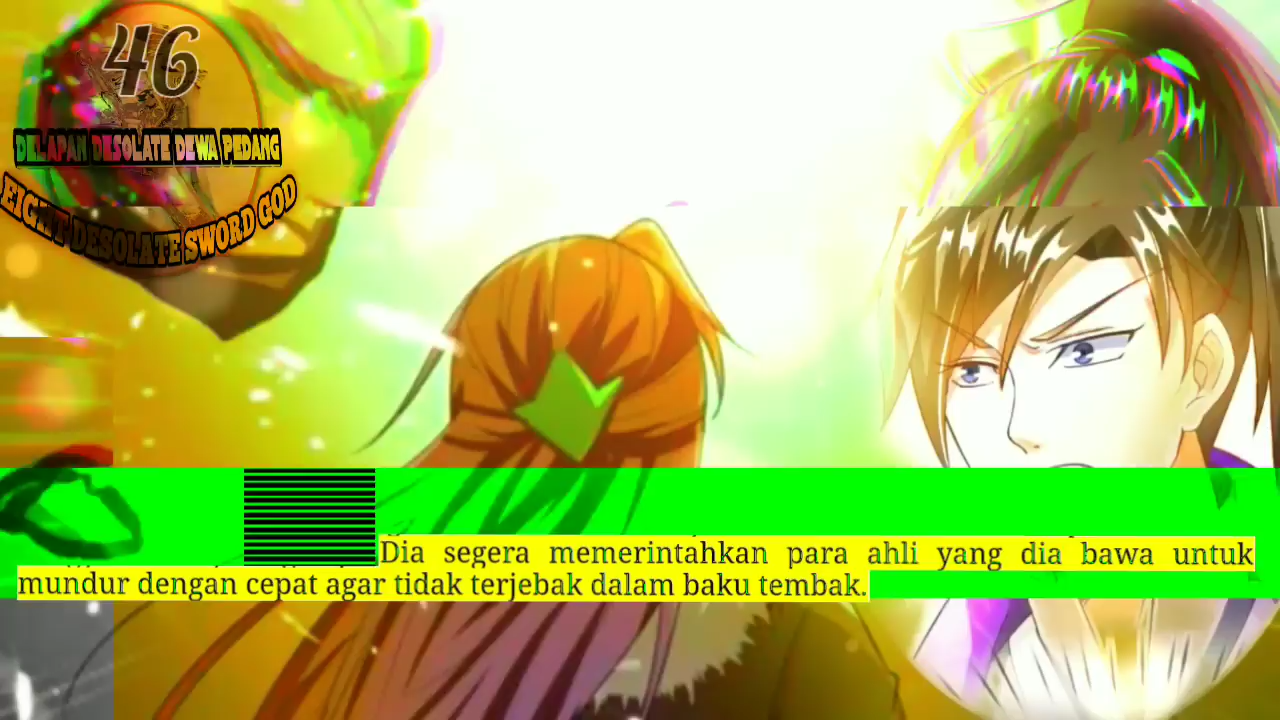 46
DELAPAN DESOLATE DEWA PEDANG
EIGHT DESOLATE SWORD GOD
Dia segera memerintahkan para ahli yang dia bawa untuk
mundur dengan cepat agar tidak terjebak dalam baku tembak.